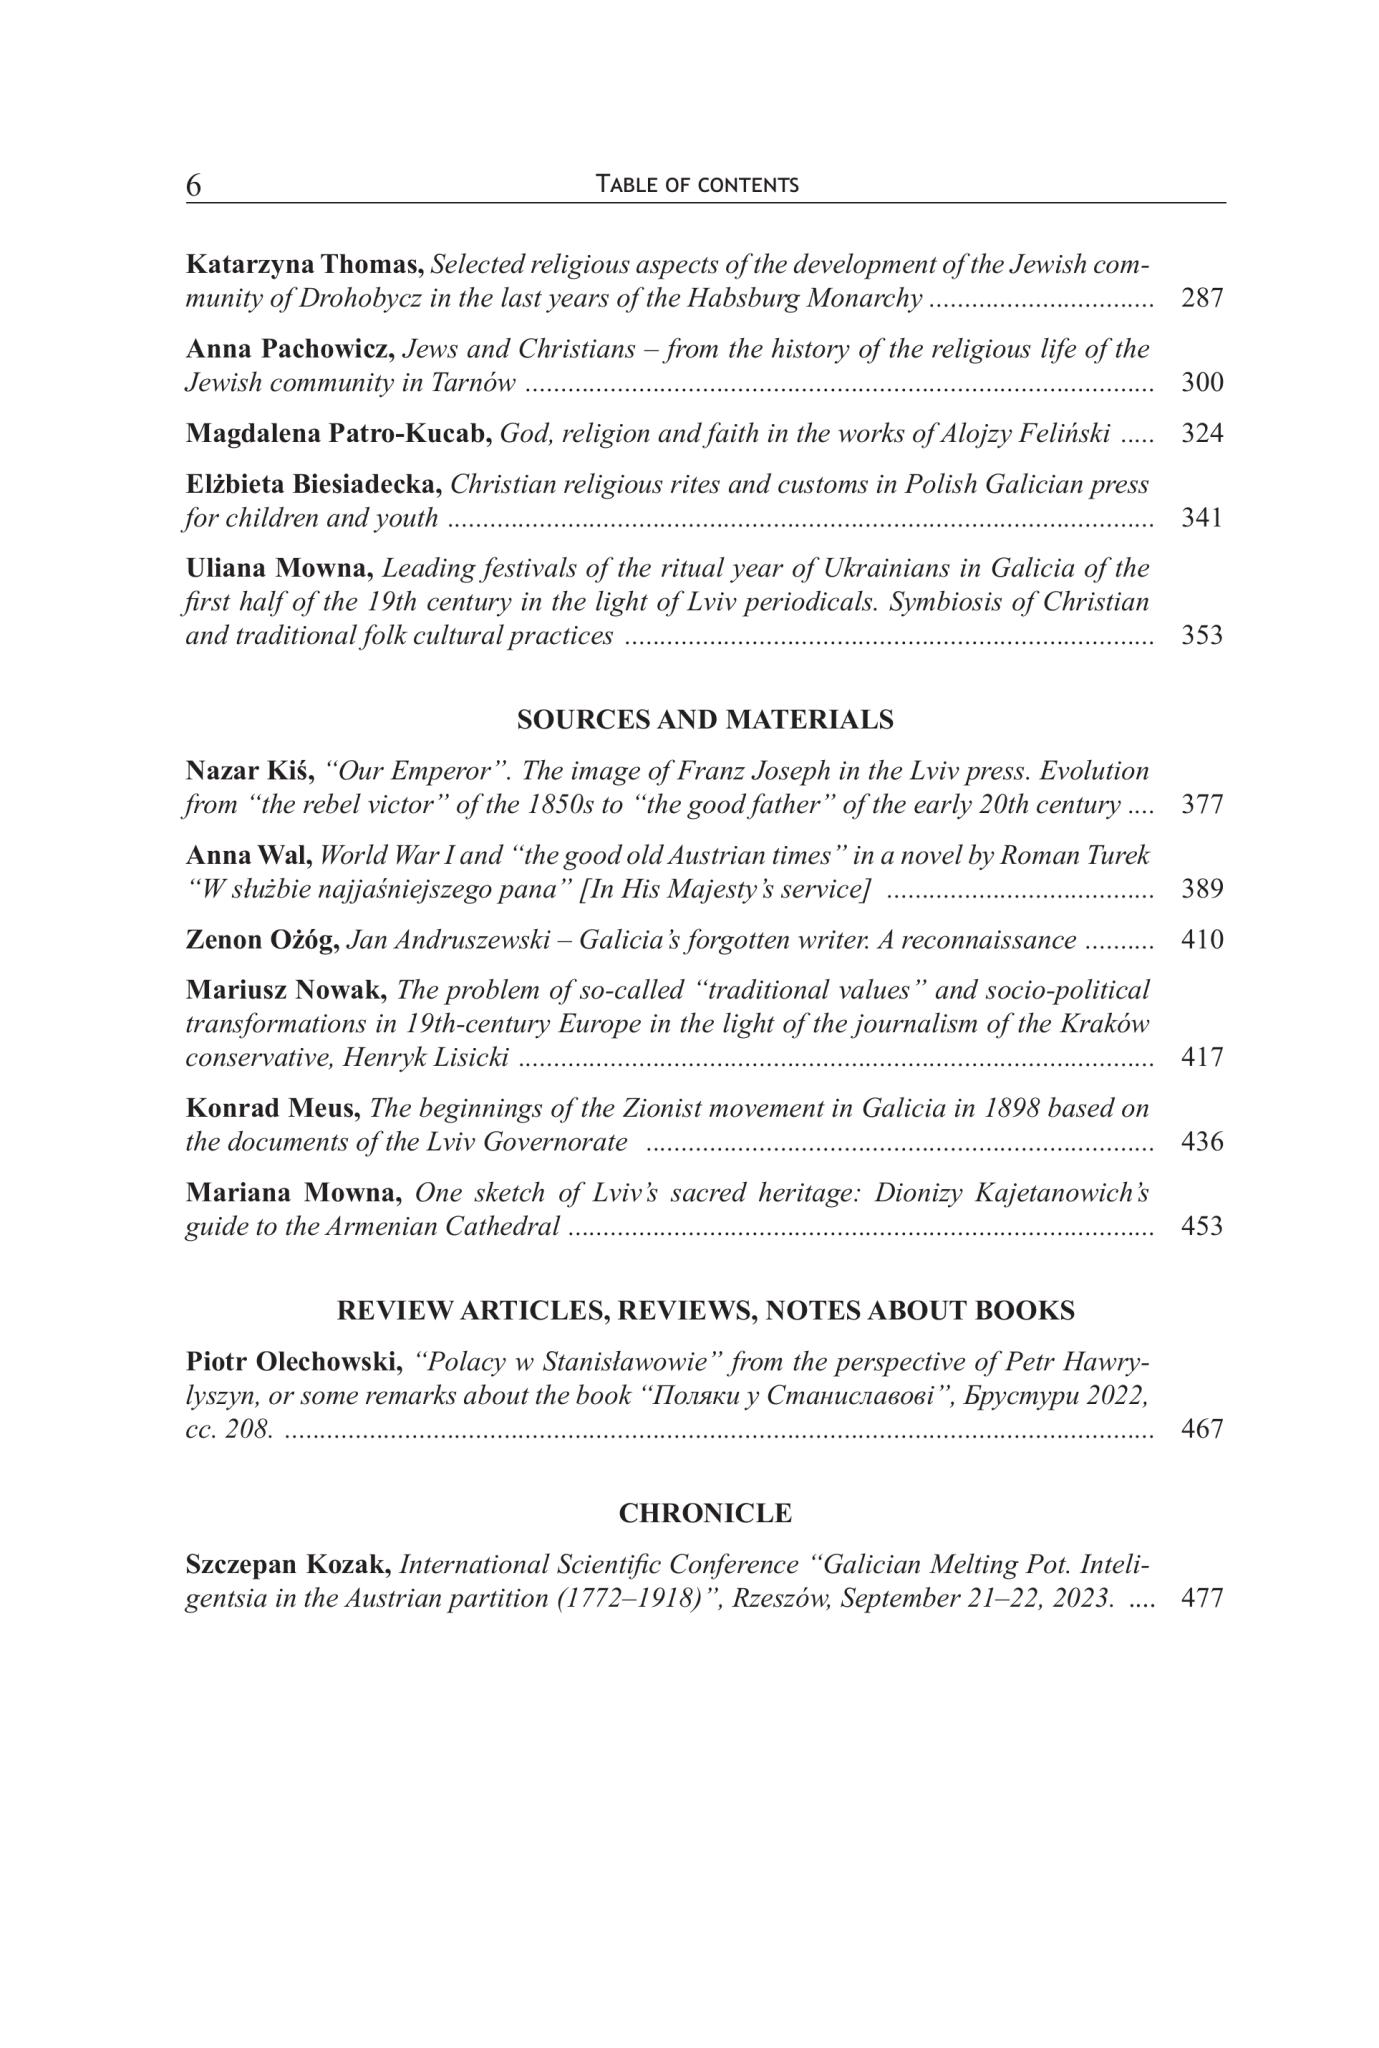 6
TABLE OF CONTENTS
Katarzyna Thomas, Selected religious aspects of the development of the Jewish com-
munity of Drohobycz in the last years of the Habsburg Monarchy ................................ 287
Anna Pachowicz, Jews and Christians – from the history of the religious life of the
Jewish community in Tarnów ......................................................................................... 300
Magdalena Patro-Kucab, God, religion and faith in the works of Alojzy Feliński ..... 324
Elżbieta Biesiadecka, Christian religious rites and customs in Polish Galician press
for children and youth .................................................................................................... 341
Uliana Mowna, Leading festivals of the ritual year of Ukrainians in Galicia of the
first half of the 19th century in the light of Lviv periodicals. Symbiosis of Christian
and traditional folk cultural practices ........................................................................... 353
SOURCES AND MATERIALS
Nazar Kiś, “Our Emperor”. The image of Franz Joseph in the Lviv press. Evolution
from “the rebel victor” of the 1850s to “the good father” of the early 20th century .... 377
Anna Wal, World War I and “the good old Austrian times” in a novel by Roman Turek
“W służbie najjaśniejszego pana” [In His Majesty’s service] ...................................... 389
Zenon Ożóg, Jan Andruszewski – Galicia’s forgotten writer. A reconnaissance .......... 410
Mariusz Nowak, The problem of so-called “traditional values” and socio-political
transformations in 19th-century Europe in the light of the journalism of the Kraków
conservative, Henryk Lisicki .......................................................................................... 417
Konrad Meus, The beginnings of the Zionist movement in Galicia in 1898 based on
the documents of the Lviv Governorate ........................................................................ 436
Mariana Mowna, One sketch of Lviv’s sacred heritage: Dionizy Kajetanowich’s
guide to the Armenian Cathedral ................................................................................... 453
REVIEW ARTICLES, REVIEWS, NOTES ABOUT BOOKS
Piotr Olechowski, “Polacy w Stanisławowie” from the perspective of Petr Hawry-
lyszyn, or some remarks about the book “Поляки у Станиславові”, Брустури 2022,
cc. 208. ........................................................................................................................... 467
CHRONICLE
Szczepan Kozak, International Scientific Conference “Galician Melting Pot. Inteli-
gentsia in the Austrian partition (1772–1918)”, Rzeszów, September 21–22, 2023. .... 477